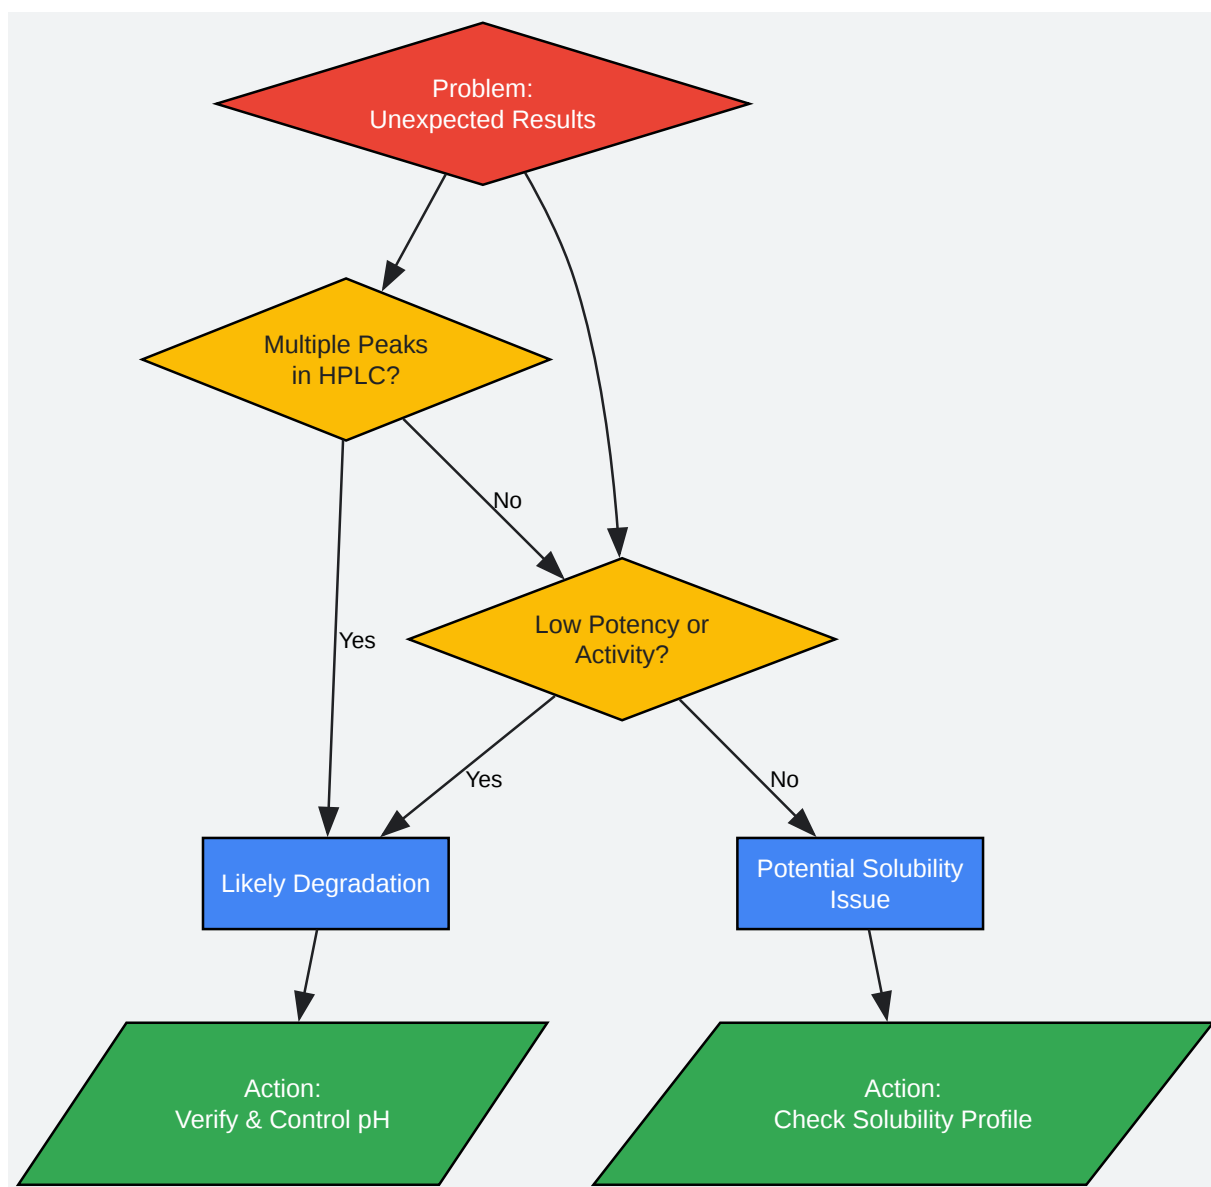 Problem:
Unexpected Results
Multiple Peaks
in HPLC?
No
Yes
Low Potency or
Activity?
Yes
No
Likely Degradation
Potential Solubility
Issue
Action:
Verify & Control pH
Action:
Check Solubility Profile